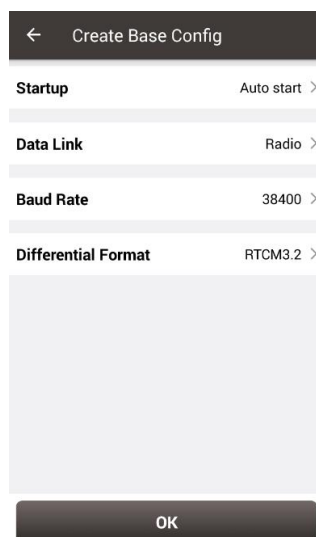 Create Base Config
Startup Auto start
Data Link Radio
Baud Rate 38400
Differential Format RTCM3.2
OK